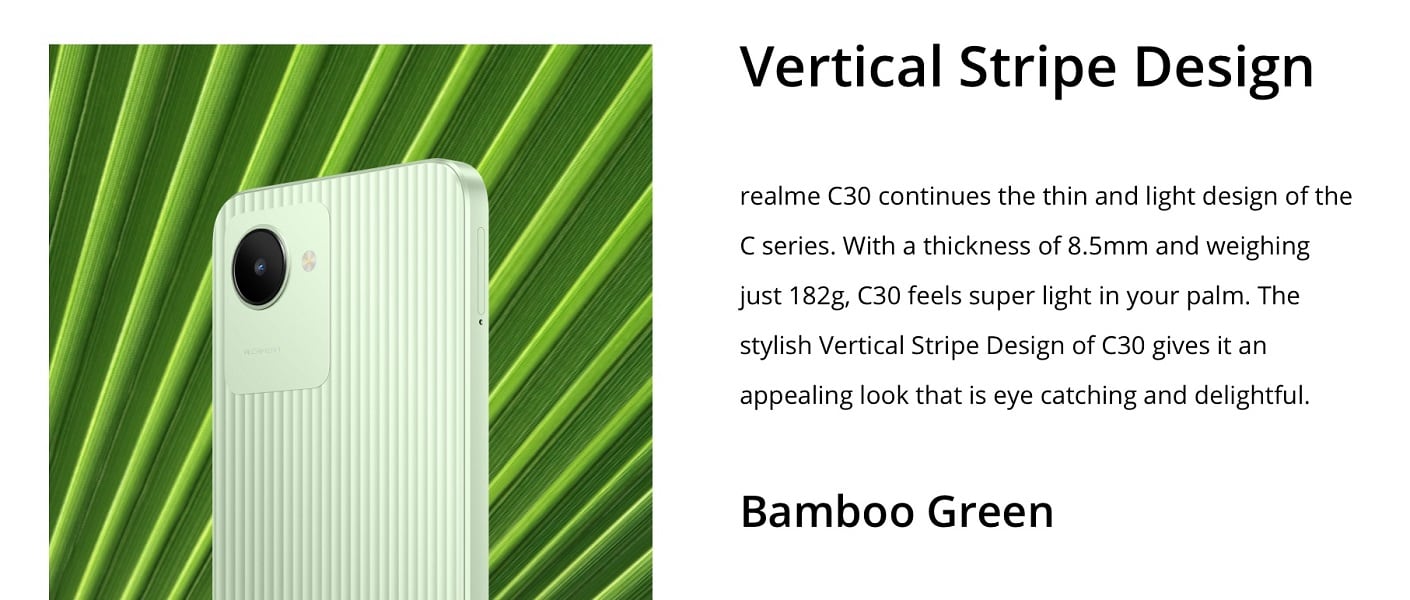 Vertical Stripe Design
realme C30 continues the thin and light design of the
C series. With a thickness of 8.5mm and weighing
just 182g, C30 feels super light in your palm. The
stylish Vertical Stripe Design of C30 gives it an
appealing look that is eye catching and delightful.
Bamboo Green